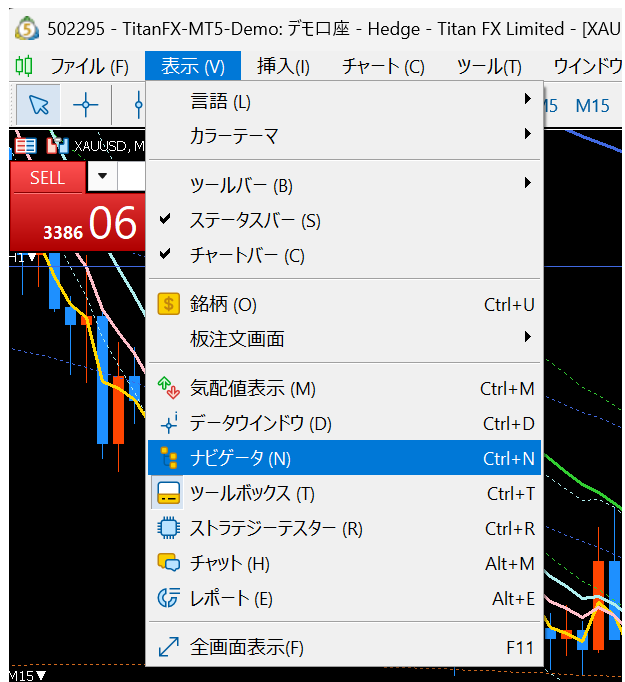 502295 - TitanFX-MT5-Demo: デモ口座 - Hedge - Titan FX Limited - [XAU
ファイル (F) 表示 (V) 挿入(I) チャート (C) ツール(T) ウインドウ
M5 M15
XAUUSD, M
SELL
3386 06
H1▼
言語 (L)
カラーテーマ
ツールバー (B)
ステータスバー (S)
チャートバー (C)
銘柄 (O) Ctrl+U
板注文画面
気配値表示 (M) Ctrl+M
データウインドウ (D) Ctrl+D
ナビゲータ (N) Ctrl+N
ツールボックス (T) Ctrl+T
ストラテジーテスター (R) Ctrl+R
チャット (H) Alt+M
レポート (E) Alt+E
全画面表示(F) F11
M15▼